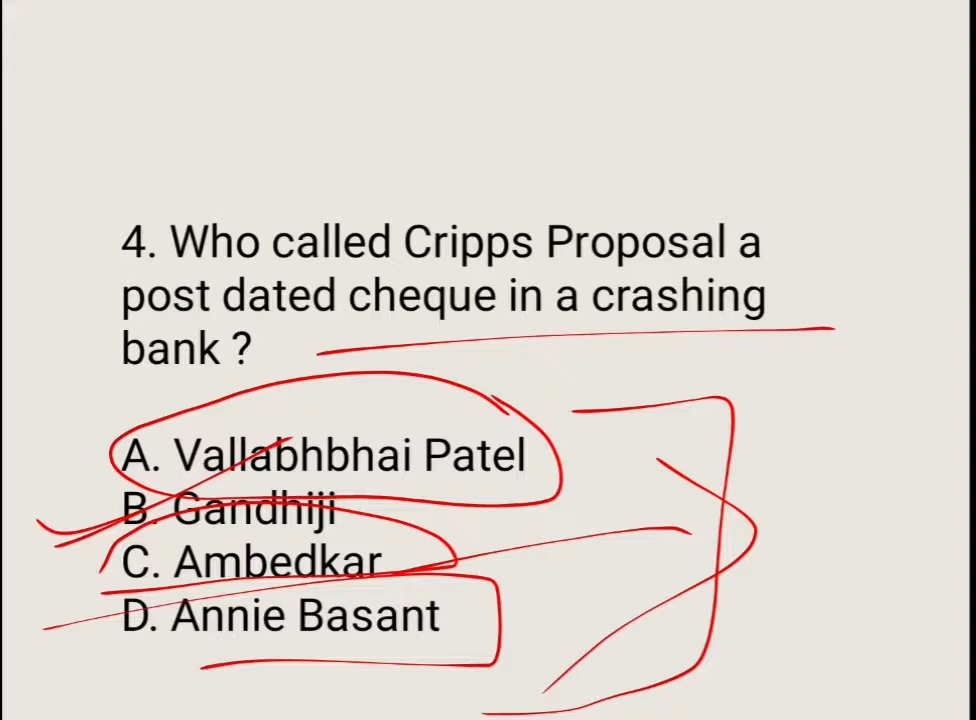 4. Who called Cripps Proposal a
post dated cheque in a crashing
bank ?
A. Vallabhbhai Patel
B. Gandhiji
C. Ambedkar
D. Annie Basant